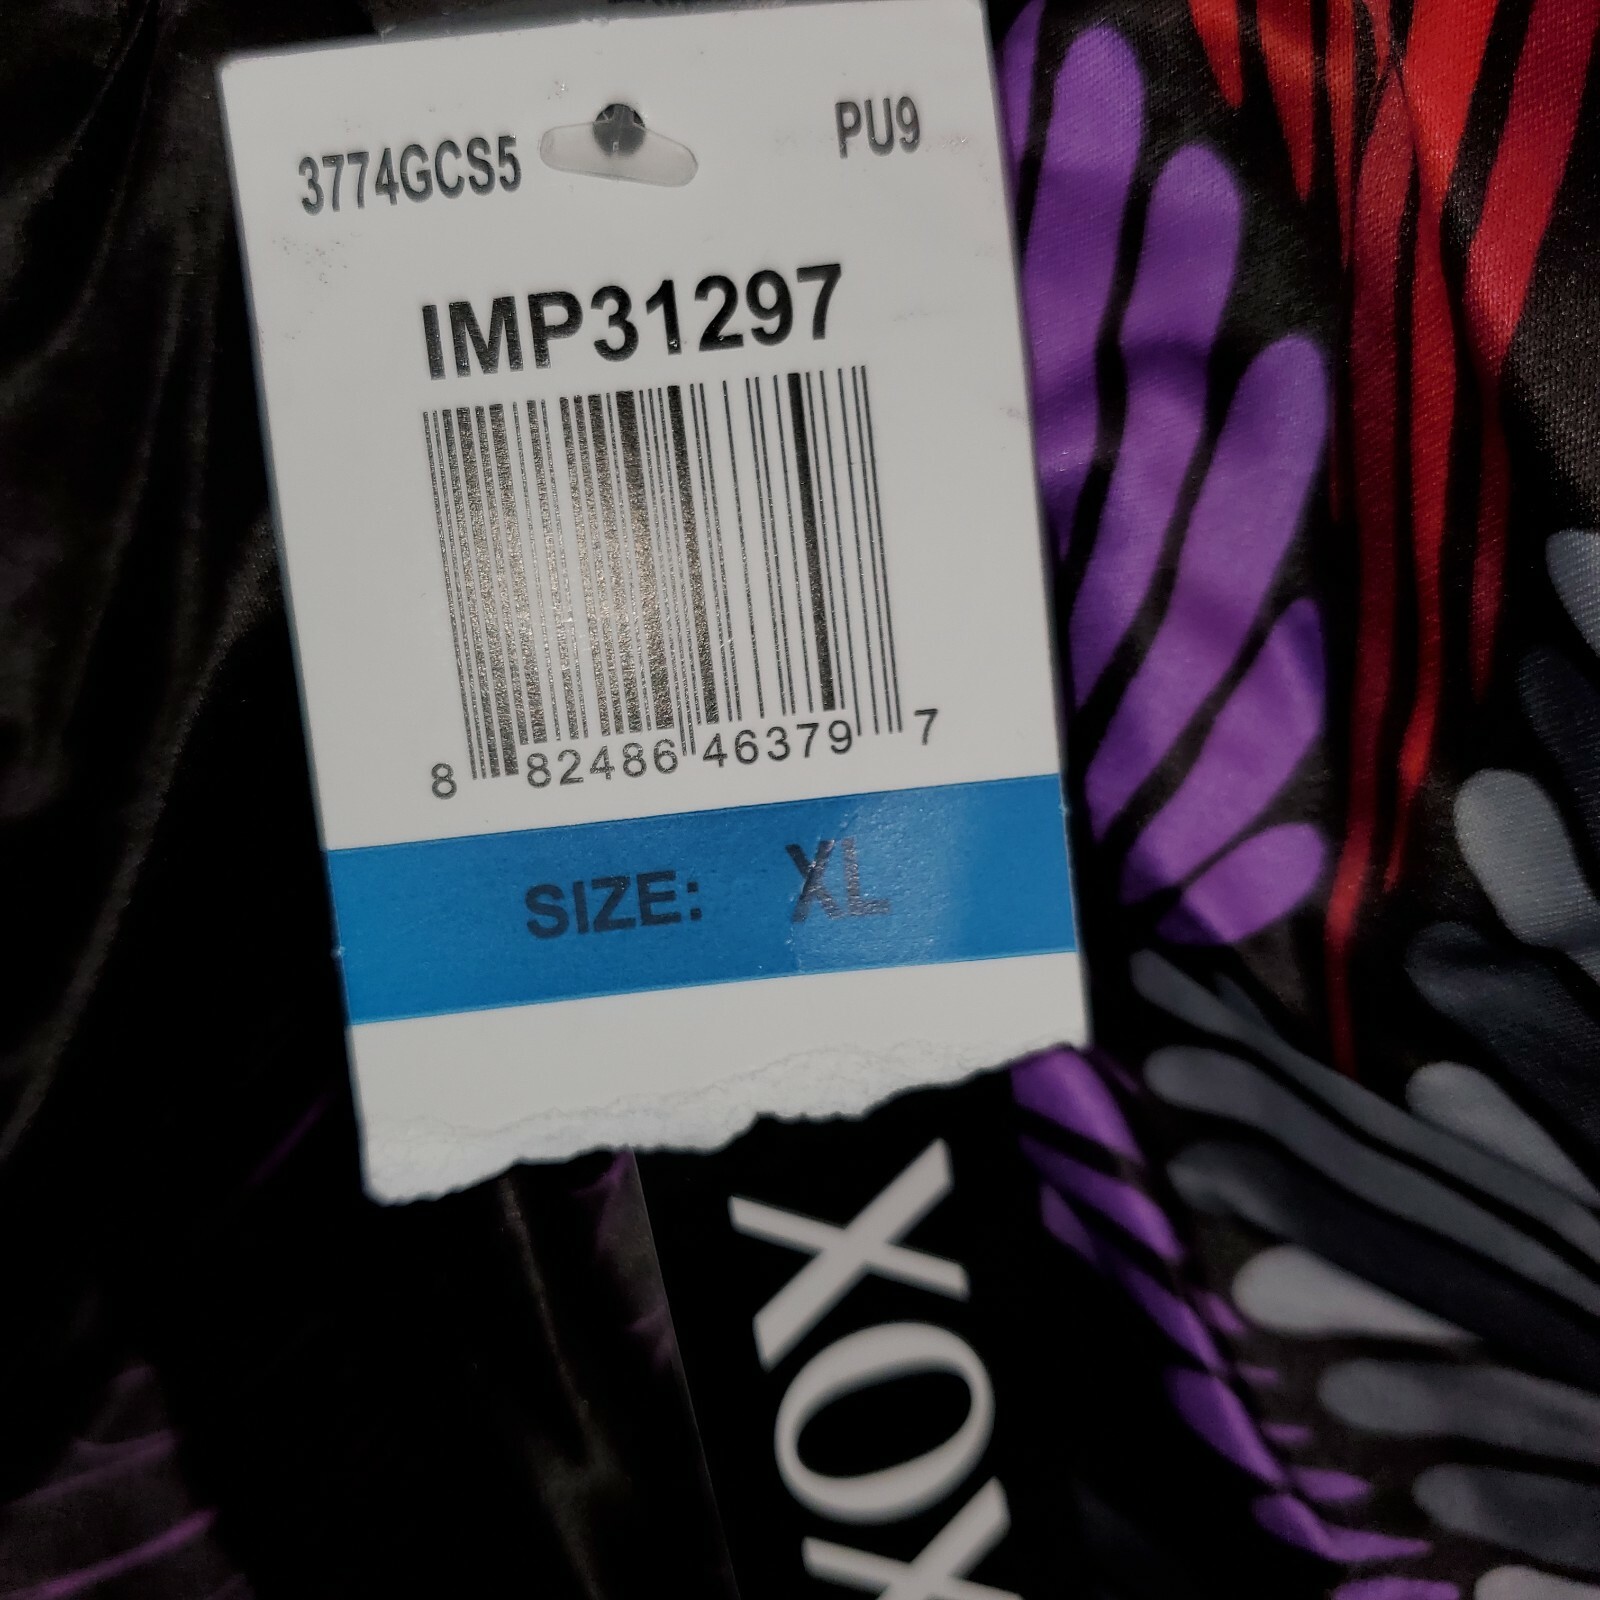 3774GCS5 PU9
IMP31297
8 82486 46379 7
SIZE: XL
XOX